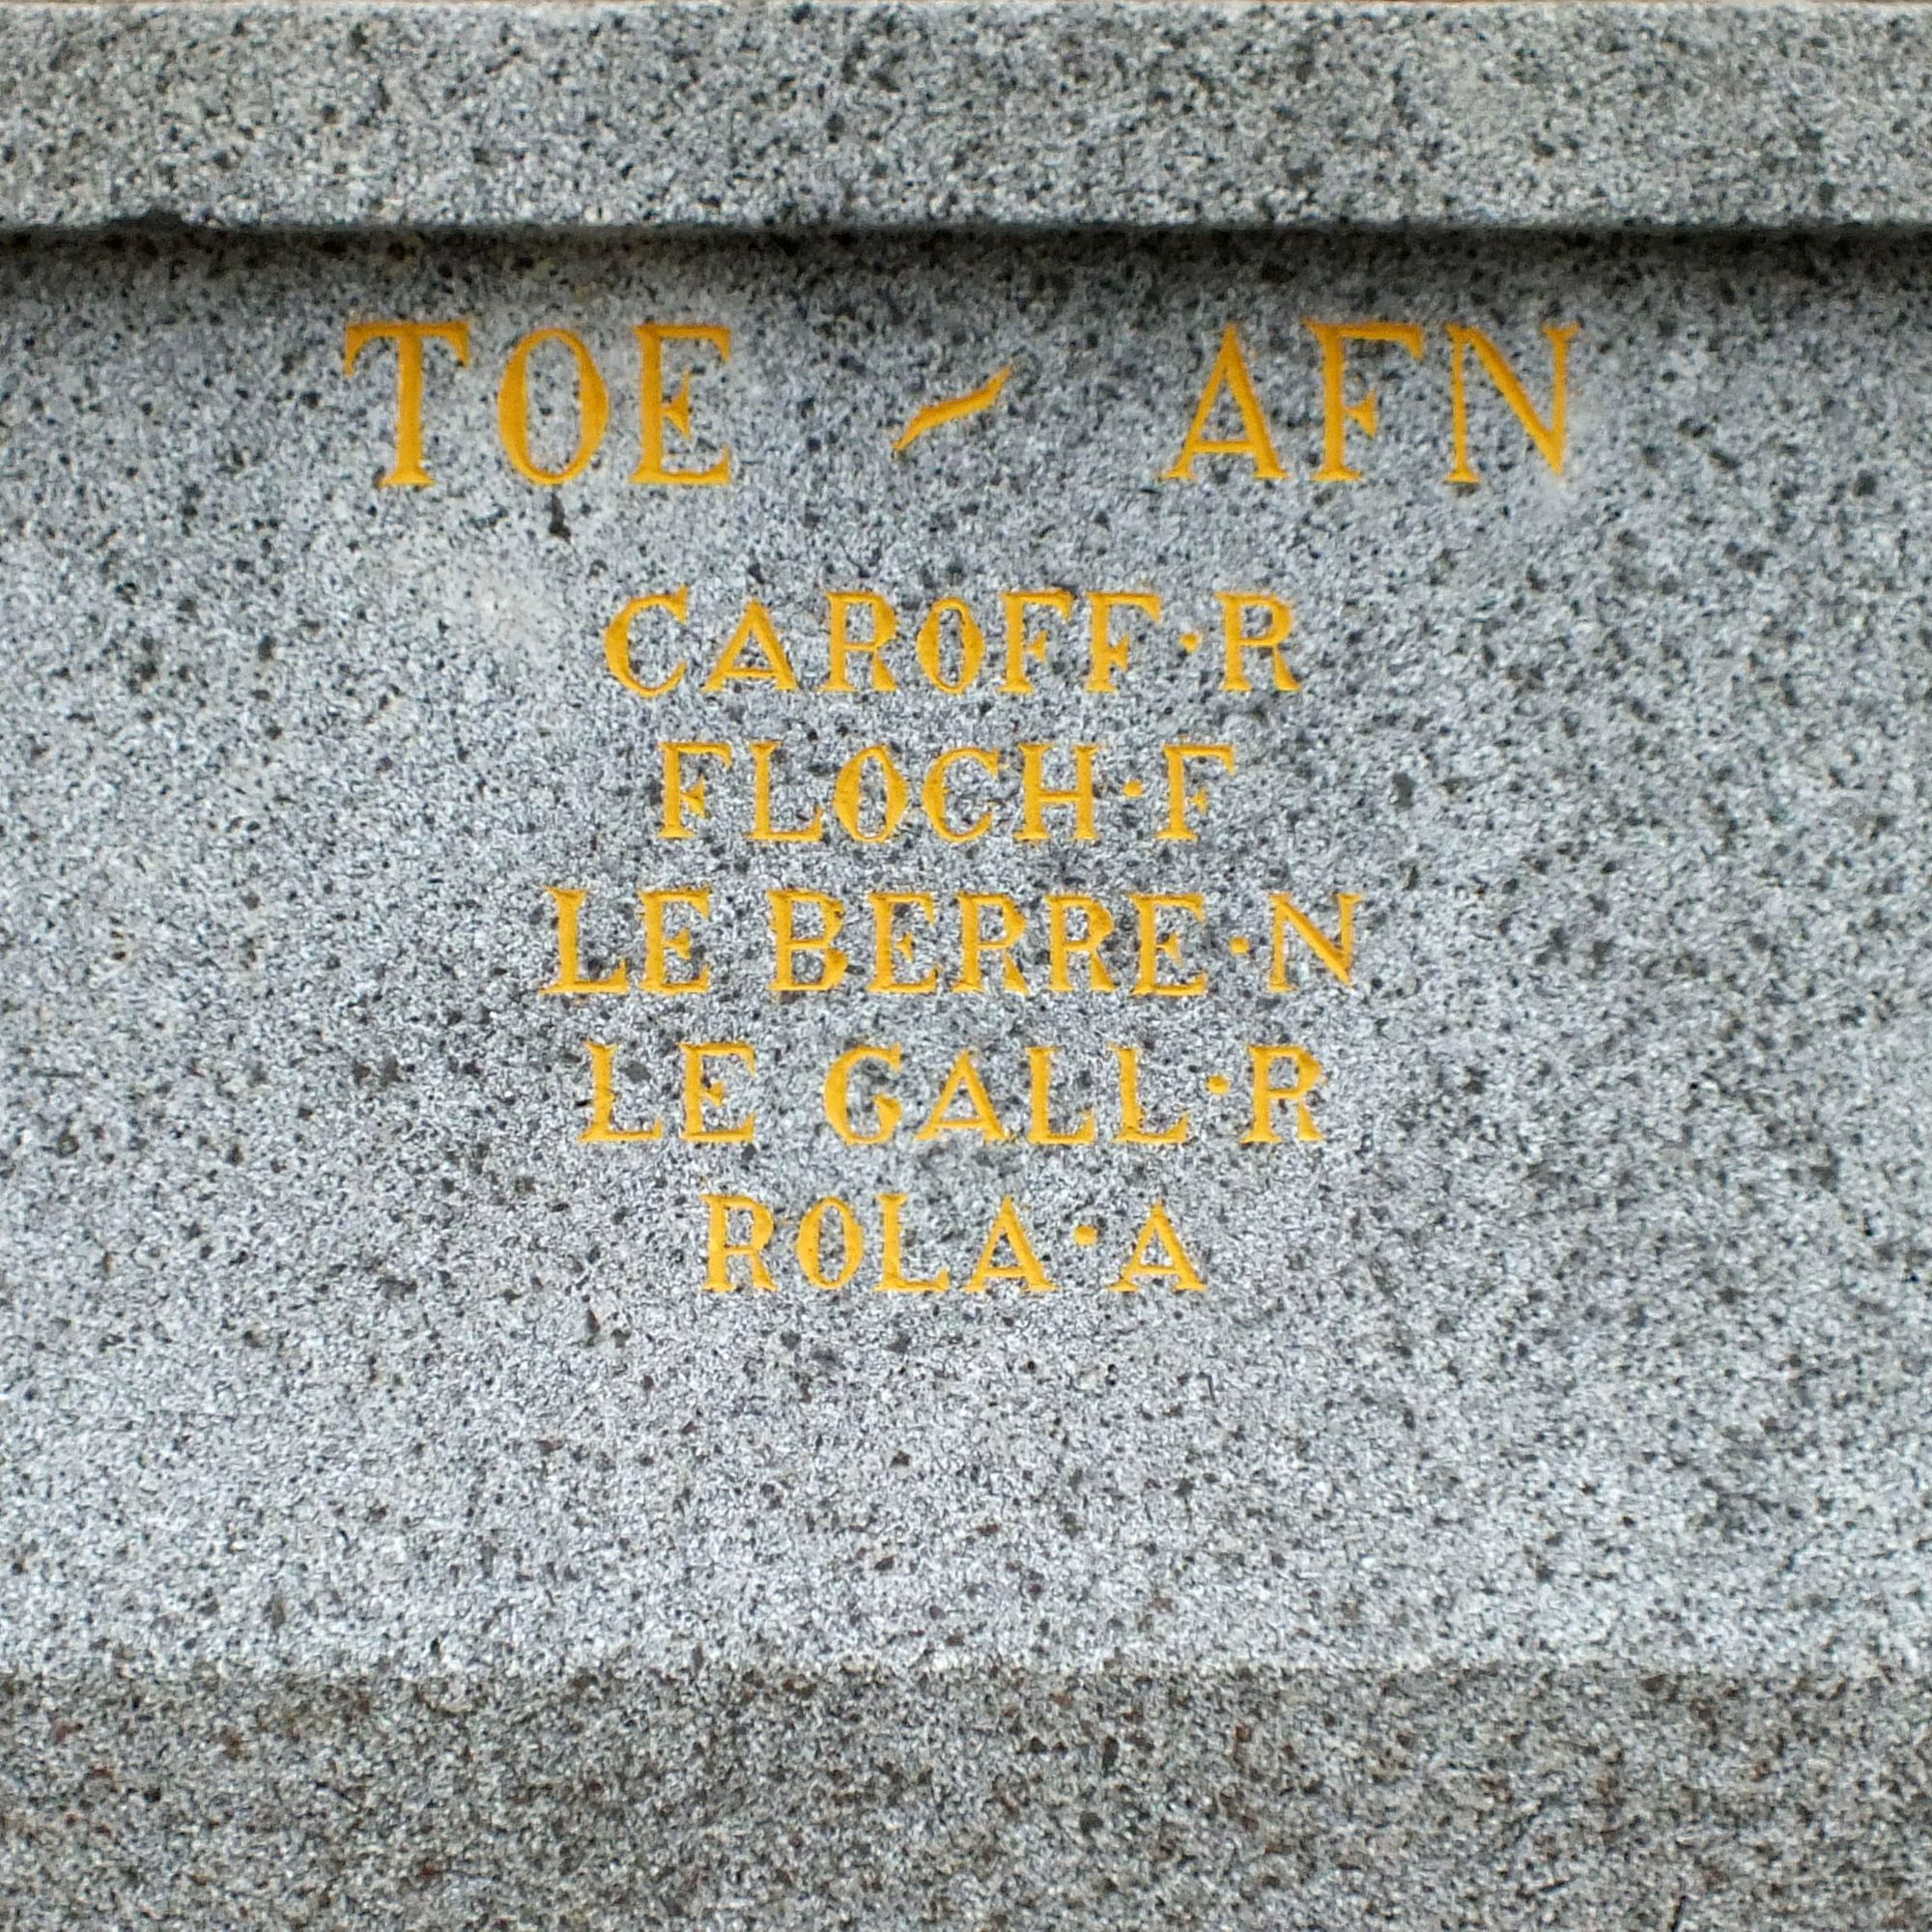 TOE - AFN
CAROFF·R
FLOCH·F
LE BERRE·N
LE GALL·R
ROLA·A